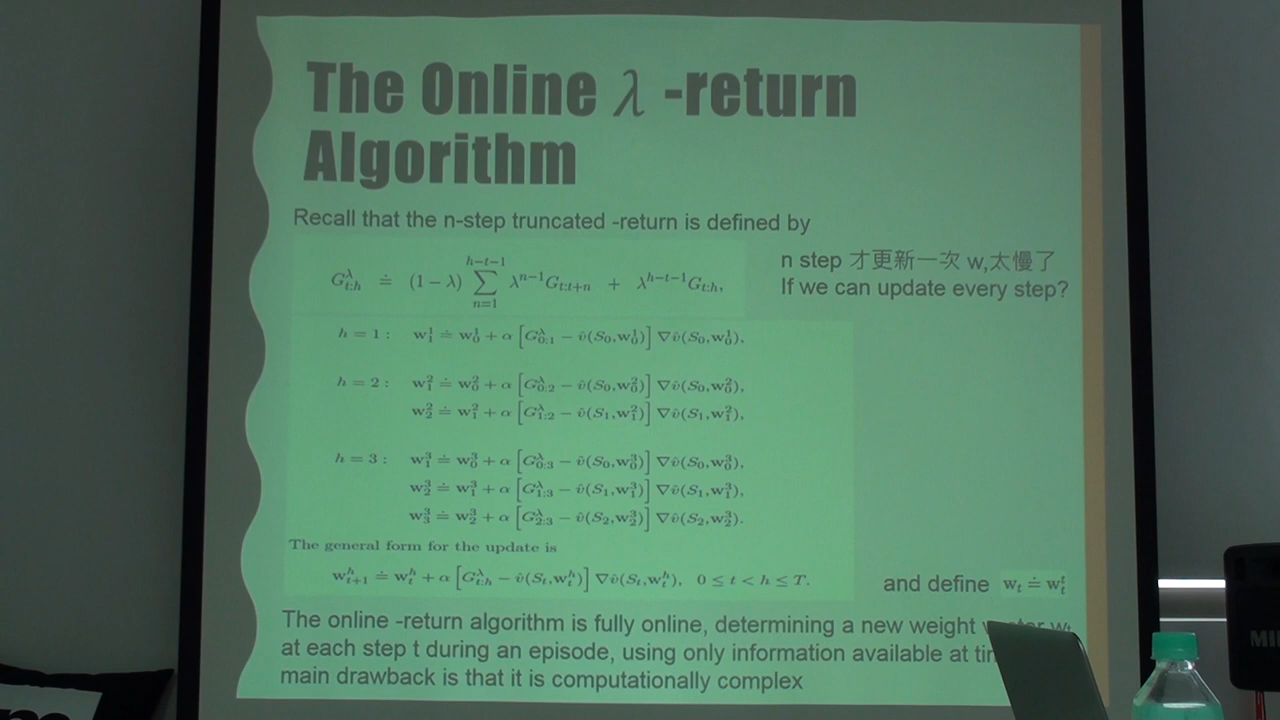 The Online λ -return
Algorithm
Recall that the n-step truncated -return is defined by
G^λ_{t:h} ≐ (1 − λ) ∑_{n=1}^{h−t−1} λ^{n−1} G_{t:t+n} + λ^{h−t−1} G_{t:h},
n step 才更新一次 w,太慢了
If we can update every step?
h = 1 : w^1_1 ≐ w^1_0 + α [G^λ_{0:1} − v̂(S_0,w^1_0)] ∇v̂(S_0,w^1_0),
h = 2 : w^2_1 ≐ w^2_0 + α [G^λ_{0:2} − v̂(S_0,w^2_0)] ∇v̂(S_0,w^2_0),
w^2_2 ≐ w^2_1 + α [G^λ_{1:2} − v̂(S_1,w^2_1)] ∇v̂(S_1,w^2_1),
h = 3 : w^3_1 ≐ w^3_0 + α [G^λ_{0:3} − v̂(S_0,w^3_0)] ∇v̂(S_0,w^3_0),
w^3_2 ≐ w^3_1 + α [G^λ_{1:3} − v̂(S_1,w^3_1)] ∇v̂(S_1,w^3_1),
w^3_3 ≐ w^3_2 + α [G^λ_{2:3} − v̂(S_2,w^3_2)] ∇v̂(S_2,w^3_2).
The general form for the update is
w^h_{t+1} ≐ w^h_t + α [G^λ_{t:h} − v̂(S_t,w^h_t)] ∇v̂(S_t,w^h_t), 0 ≤ t < h ≤ T.
and define w_t ≐ w^t_t
The online -return algorithm is fully online, determining a new weight
at each step t during an episode, using only information available at
main drawback is that it is computationally complex